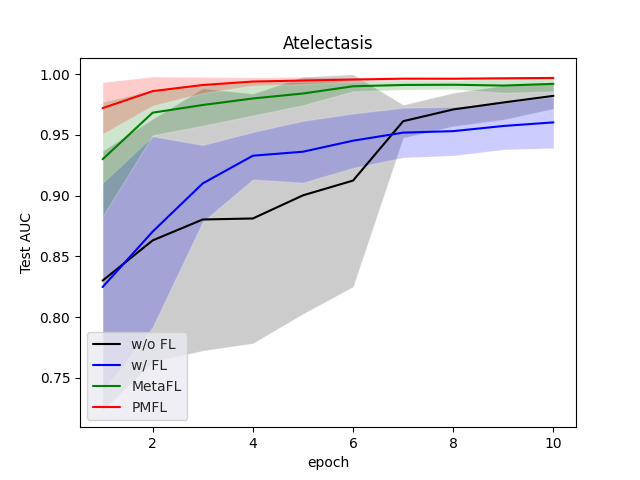 Atelectasis
1.00
0.95
0.90
0.85
0.80
0.75
Test AUC
w/o FL
w/ FL
MetaFL
PMFL
2 4 6 8 10
epoch